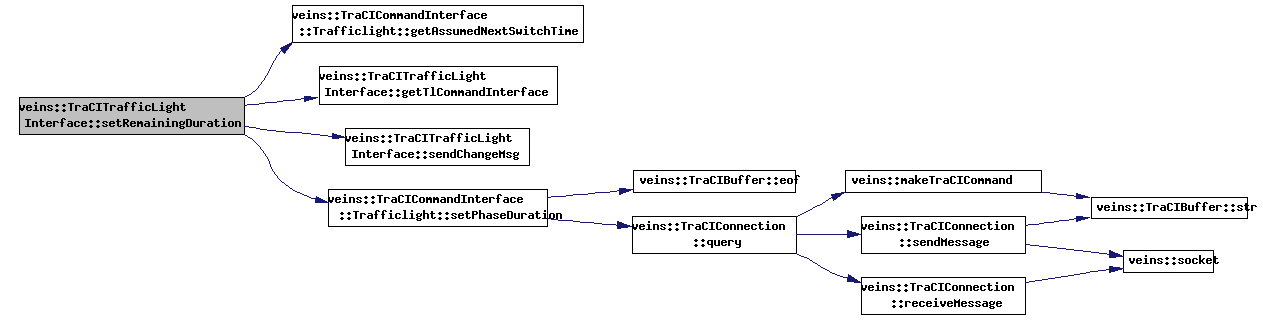 veins::TraCICommandInterface
::Trafficlight::getAssumedNextSwitchTime
veins::TraCITrafficLight
Interface::getTlCommandInterface
veins::TraCITrafficLight
Interface::setRemainingDuration
veins::TraCITrafficLight
Interface::sendChangeMsg
veins::TraCICommandInterface
::Trafficlight::setPhaseDuration
veins::TraCIBuffer::eof
veins::TraCIConnection
::query
veins::makeTraCICommand
veins::TraCIConnection
::sendMessage
veins::TraCIConnection
::receiveMessage
veins::TraCIBuffer::str
veins::socket